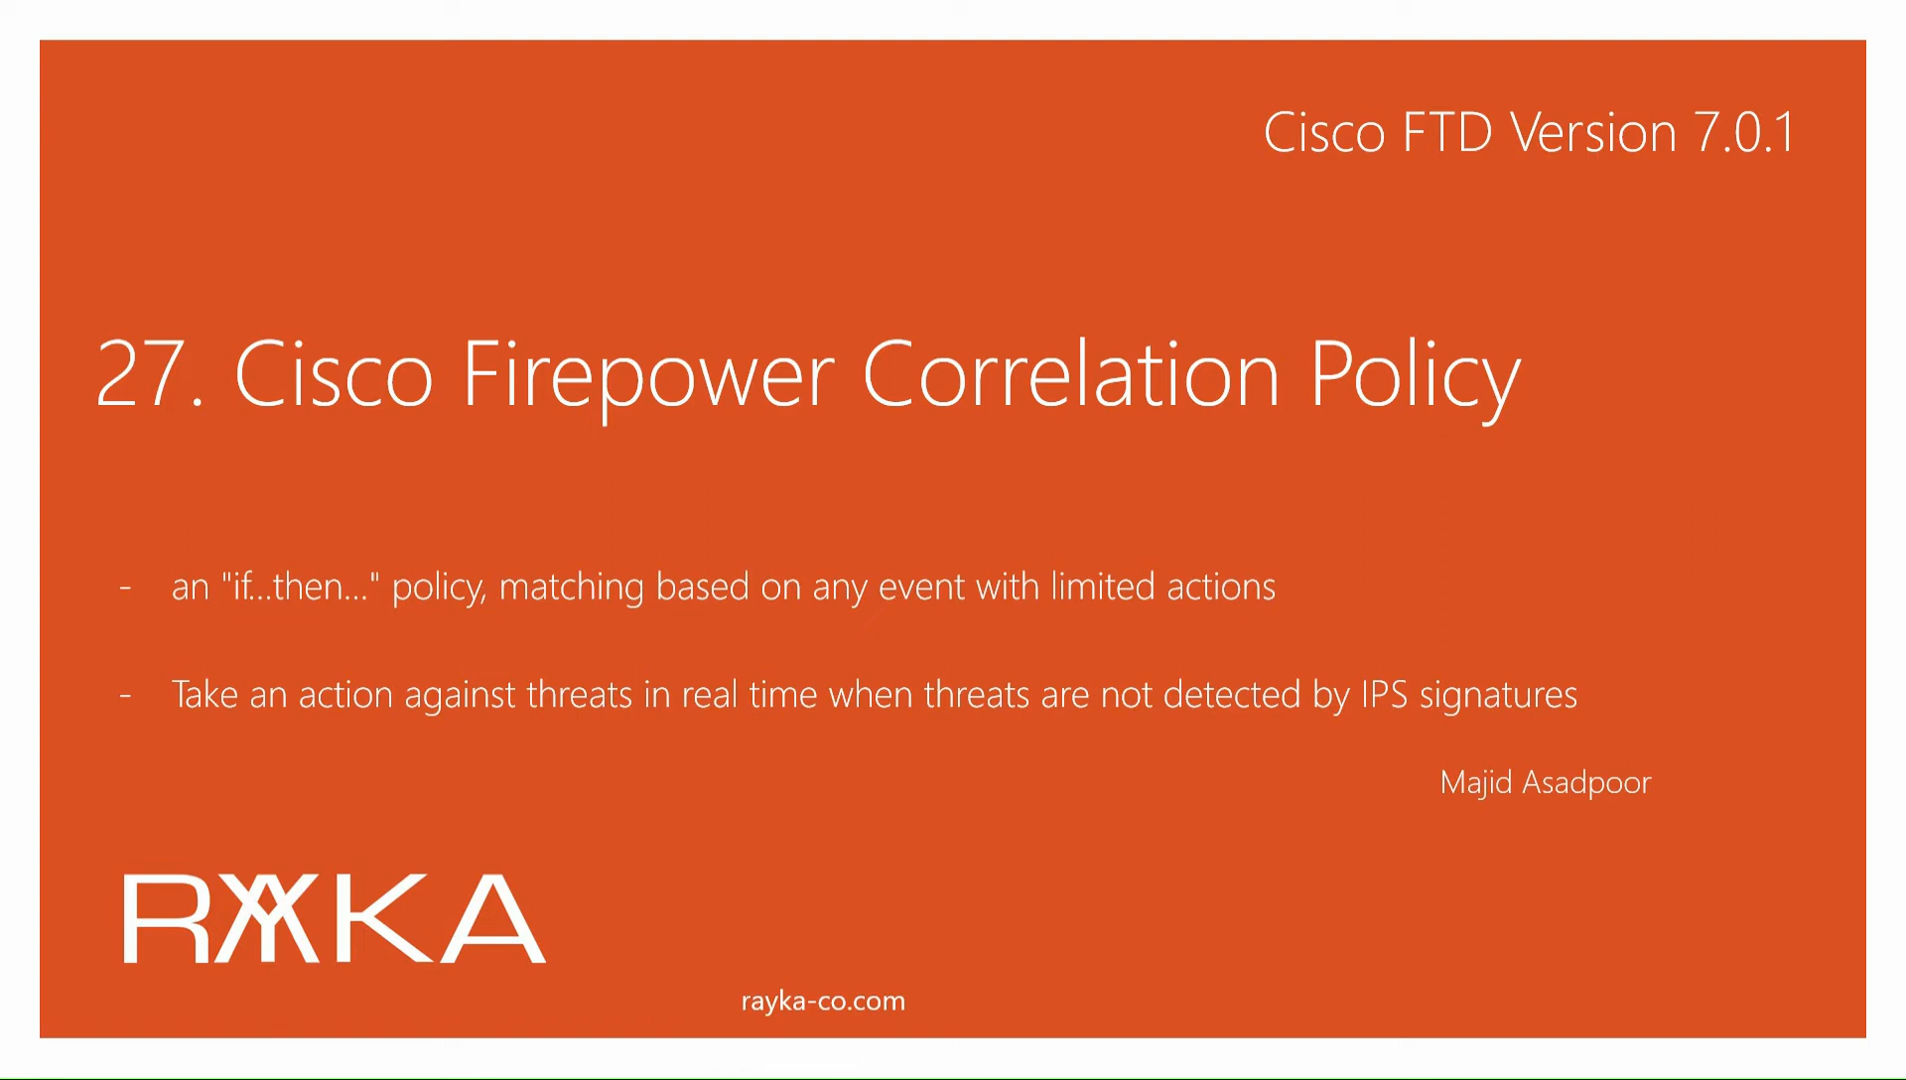 Cisco FTD Version 7.0.1
27. Cisco Firepower Correlation Policy
- an "if...then..." policy, matching based on any event with limited actions
- Take an action against threats in real time when threats are not detected by IPS signatures
Majid Asadpoor
RAYKA
rayka-co.com